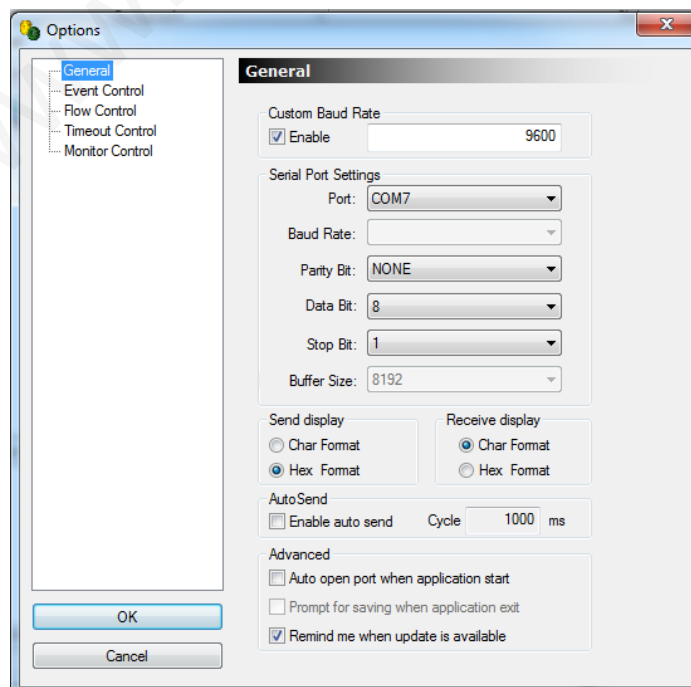 Options
General
Event Control
Flow Control
Timeout Control
Monitor Control
OK
Cancel
General
Custom Baud Rate
Enable 9600
Serial Port Settings
Port: COM7
Baud Rate:
Parity Bit: NONE
Data Bit: 8
Stop Bit: 1
Buffer Size: 8192
Send display
Char Format
Hex Format
Receive display
Char Format
Hex Format
AutoSend
Enable auto send Cycle 1000 ms
Advanced
Auto open port when application start
Prompt for saving when application exit
Remind me when update is available